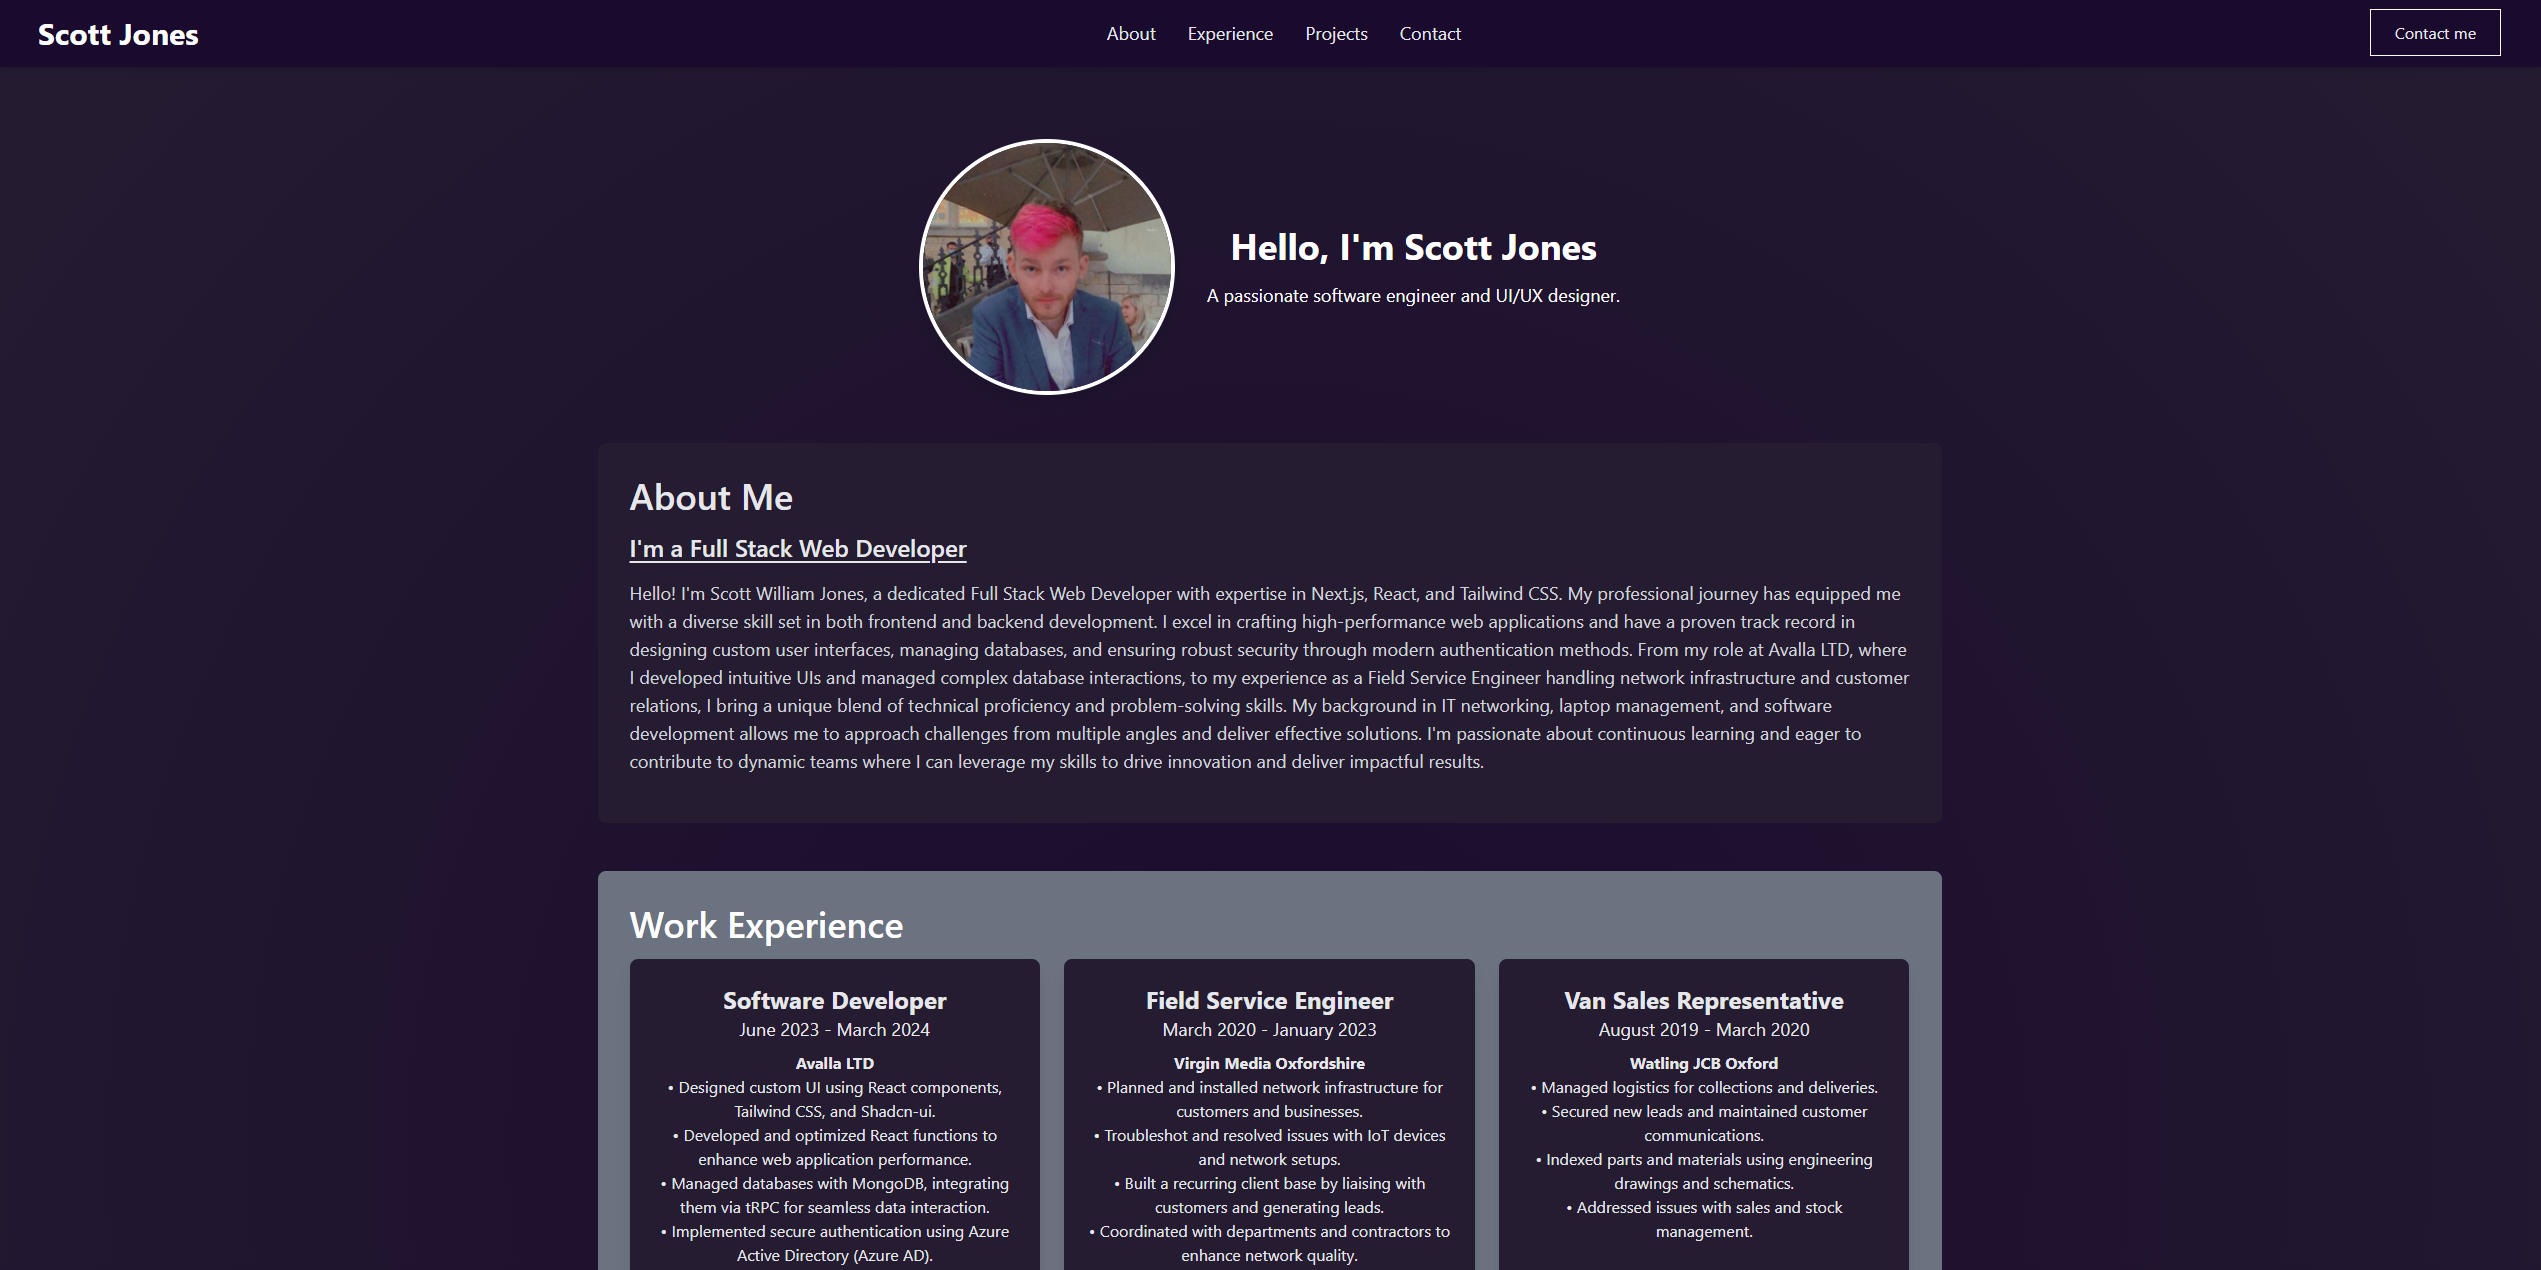 Scott Jones
About
Experience
Projects
Contact
Contact me
Hello, I'm Scott Jones
A passionate software engineer and UI/UX designer.
About Me
I'm a Full Stack Web Developer
Hello! I'm Scott William Jones, a dedicated Full Stack Web Developer with expertise in Next.js, React, and Tailwind CSS. My professional journey has equipped me
with a diverse skill set in both frontend and backend development. I excel in crafting high-performance web applications and have a proven track record in
designing custom user interfaces, managing databases, and ensuring robust security through modern authentication methods. From my role at Avalla LTD, where
I developed intuitive UIs and managed complex database interactions, to my experience as a Field Service Engineer handling network infrastructure and customer
relations, I bring a unique blend of technical proficiency and problem-solving skills. My background in IT networking, laptop management, and software
development allows me to approach challenges from multiple angles and deliver effective solutions. I'm passionate about continuous learning and eager to
contribute to dynamic teams where I can leverage my skills to drive innovation and deliver impactful results.
Work Experience
Software Developer
June 2023 - March 2024
Avalla LTD
• Designed custom UI using React components,
Tailwind CSS, and Shadcn-ui.
• Developed and optimized React functions to
enhance web application performance.
• Managed databases with MongoDB, integrating
them via tRPC for seamless data interaction.
• Implemented secure authentication using Azure
Active Directory (Azure AD).
Field Service Engineer
March 2020 - January 2023
Virgin Media Oxfordshire
• Planned and installed network infrastructure for
customers and businesses.
• Troubleshot and resolved issues with IoT devices
and network setups.
• Built a recurring client base by liaising with
customers and generating leads.
• Coordinated with departments and contractors to
enhance network quality.
Van Sales Representative
August 2019 - March 2020
Watling JCB Oxford
• Managed logistics for collections and deliveries.
• Secured new leads and maintained customer
communications.
• Indexed parts and materials using engineering
drawings and schematics.
• Addressed issues with sales and stock
management.